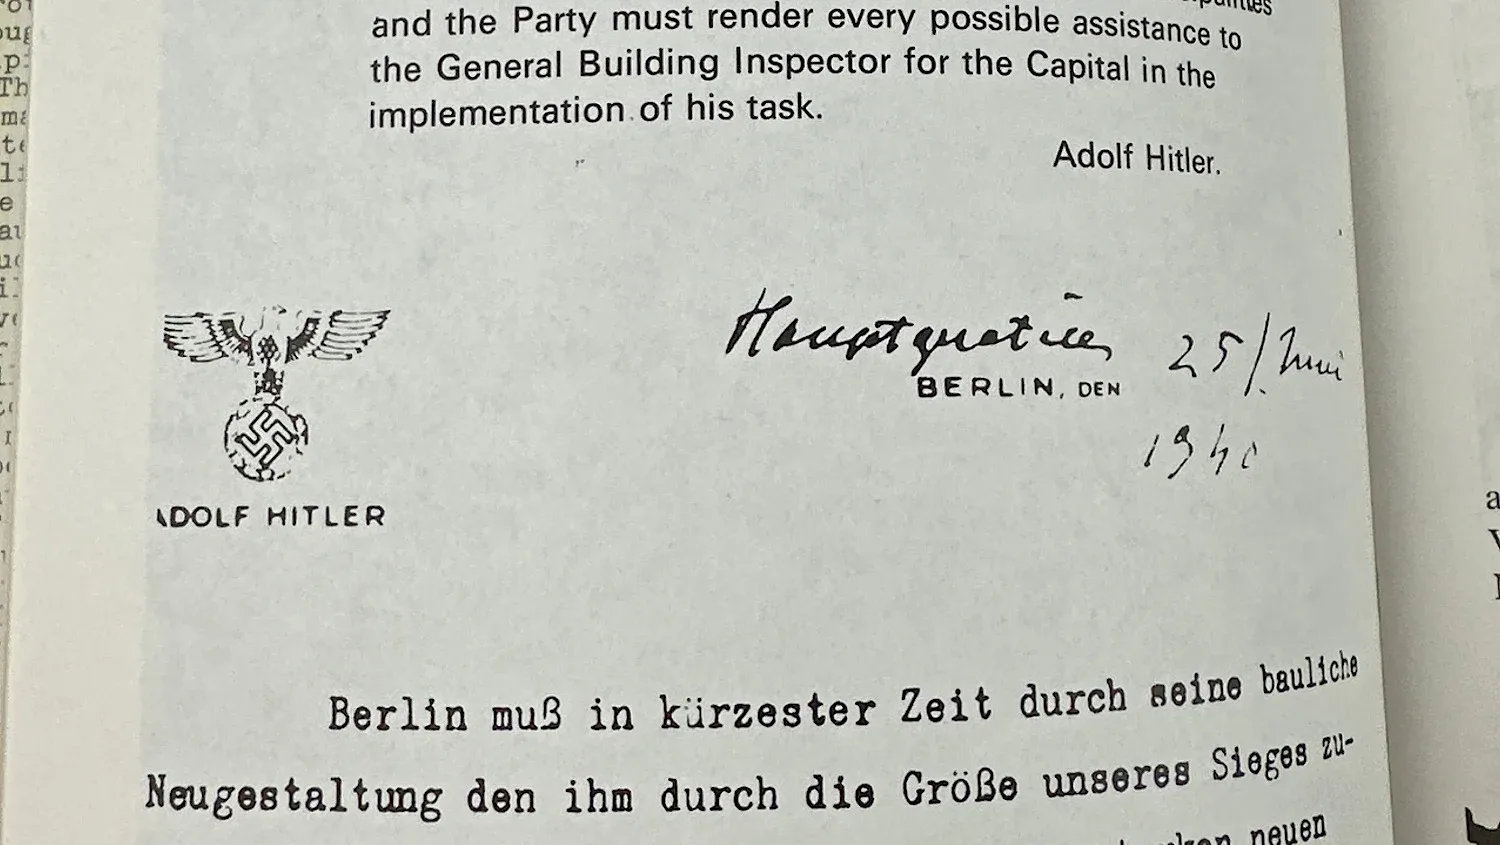 and the Party must render every possible assistance to
the General Building Inspector for the Capital in the
implementation of his task.
Adolf Hitler.
Hauptquatier 25/Juni
BERLIN, DEN
1940
ADOLF HITLER
Berlin muß in kürzester Zeit durch seine bauliche
Neugestaltung den ihm durch die Größe unseres Sieges zu-
neuen